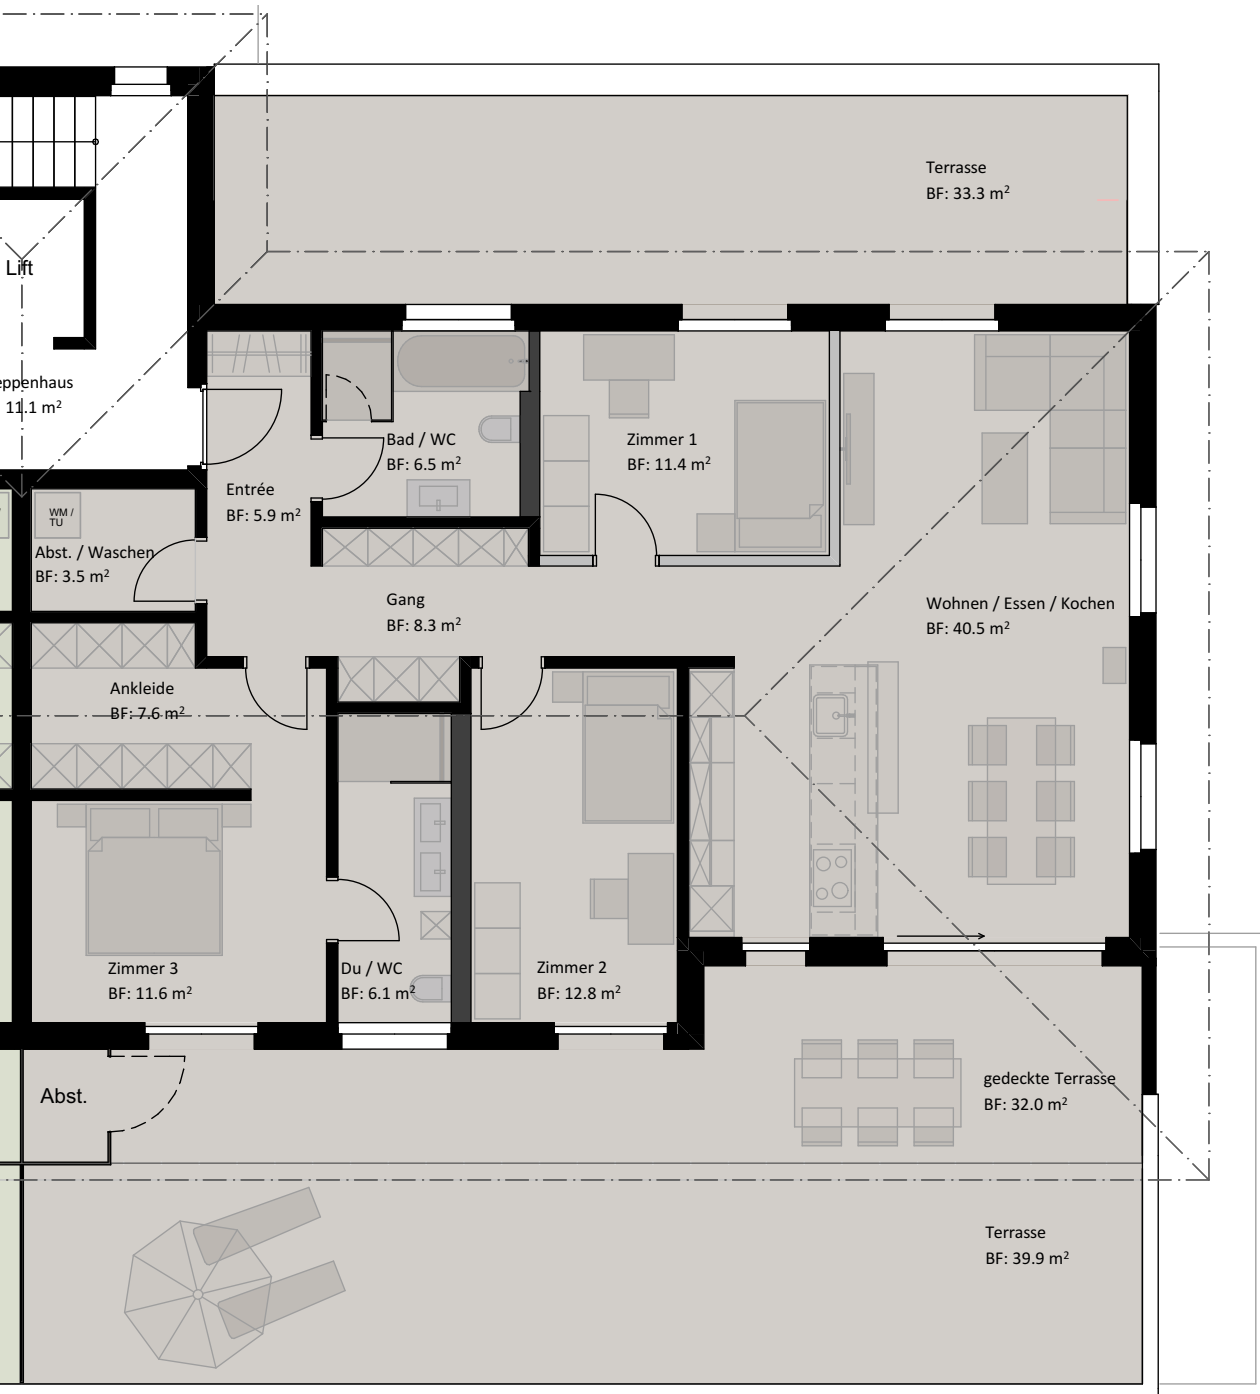 Terrasse
BF: 33.3 m²
Lift
eppenhaus
11.1 m²
Bad / WC
BF: 6.5 m²
Zimmer 1
BF: 11.4 m²
Entrée
BF: 5.9 m²
WM /
TU
Abst. / Waschen
BF: 3.5 m²
Gang
BF: 8.3 m²
Wohnen / Essen / Kochen
BF: 40.5 m²
Ankleide
BF: 7.6 m²
Zimmer 3
BF: 11.6 m²
Du / WC
BF: 6.1 m²
Zimmer 2
BF: 12.8 m²
Abst.
gedeckte Terrasse
BF: 32.0 m²
Terrasse
BF: 39.9 m²